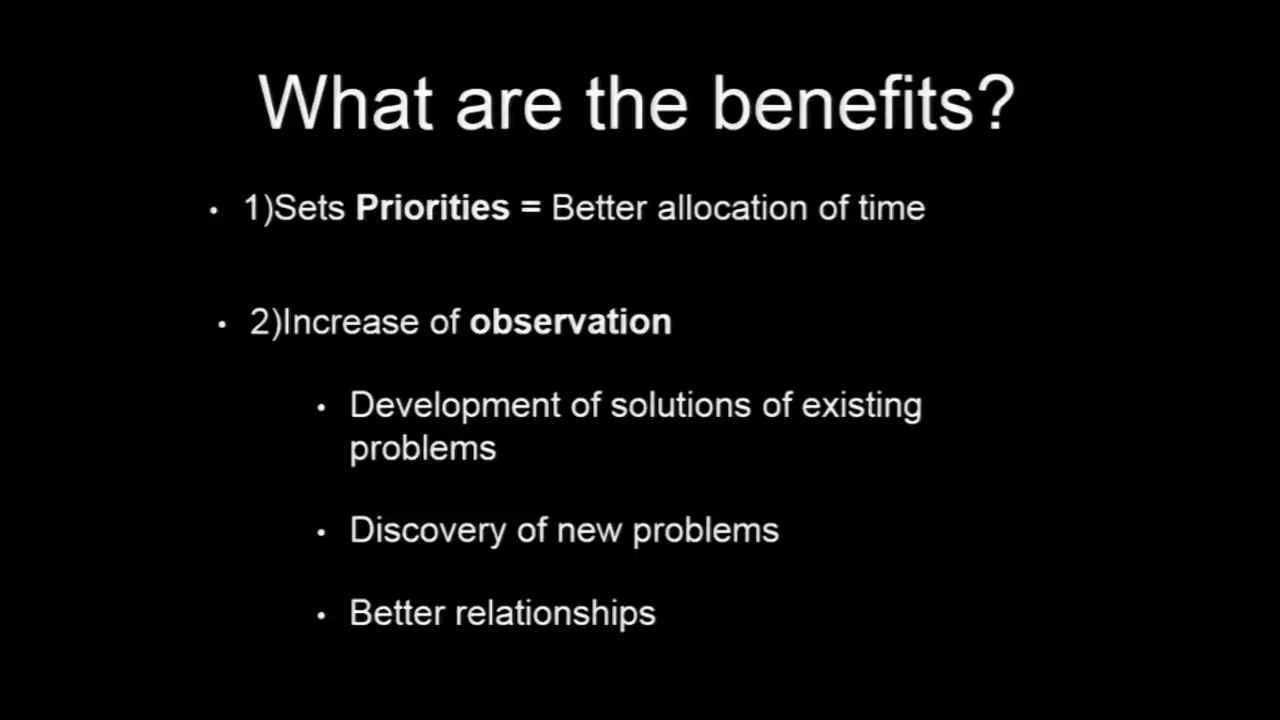 What are the benefits?
• 1)Sets Priorities = Better allocation of time
• 2)Increase of observation
• Development of solutions of existing
problems
• Discovery of new problems
• Better relationships